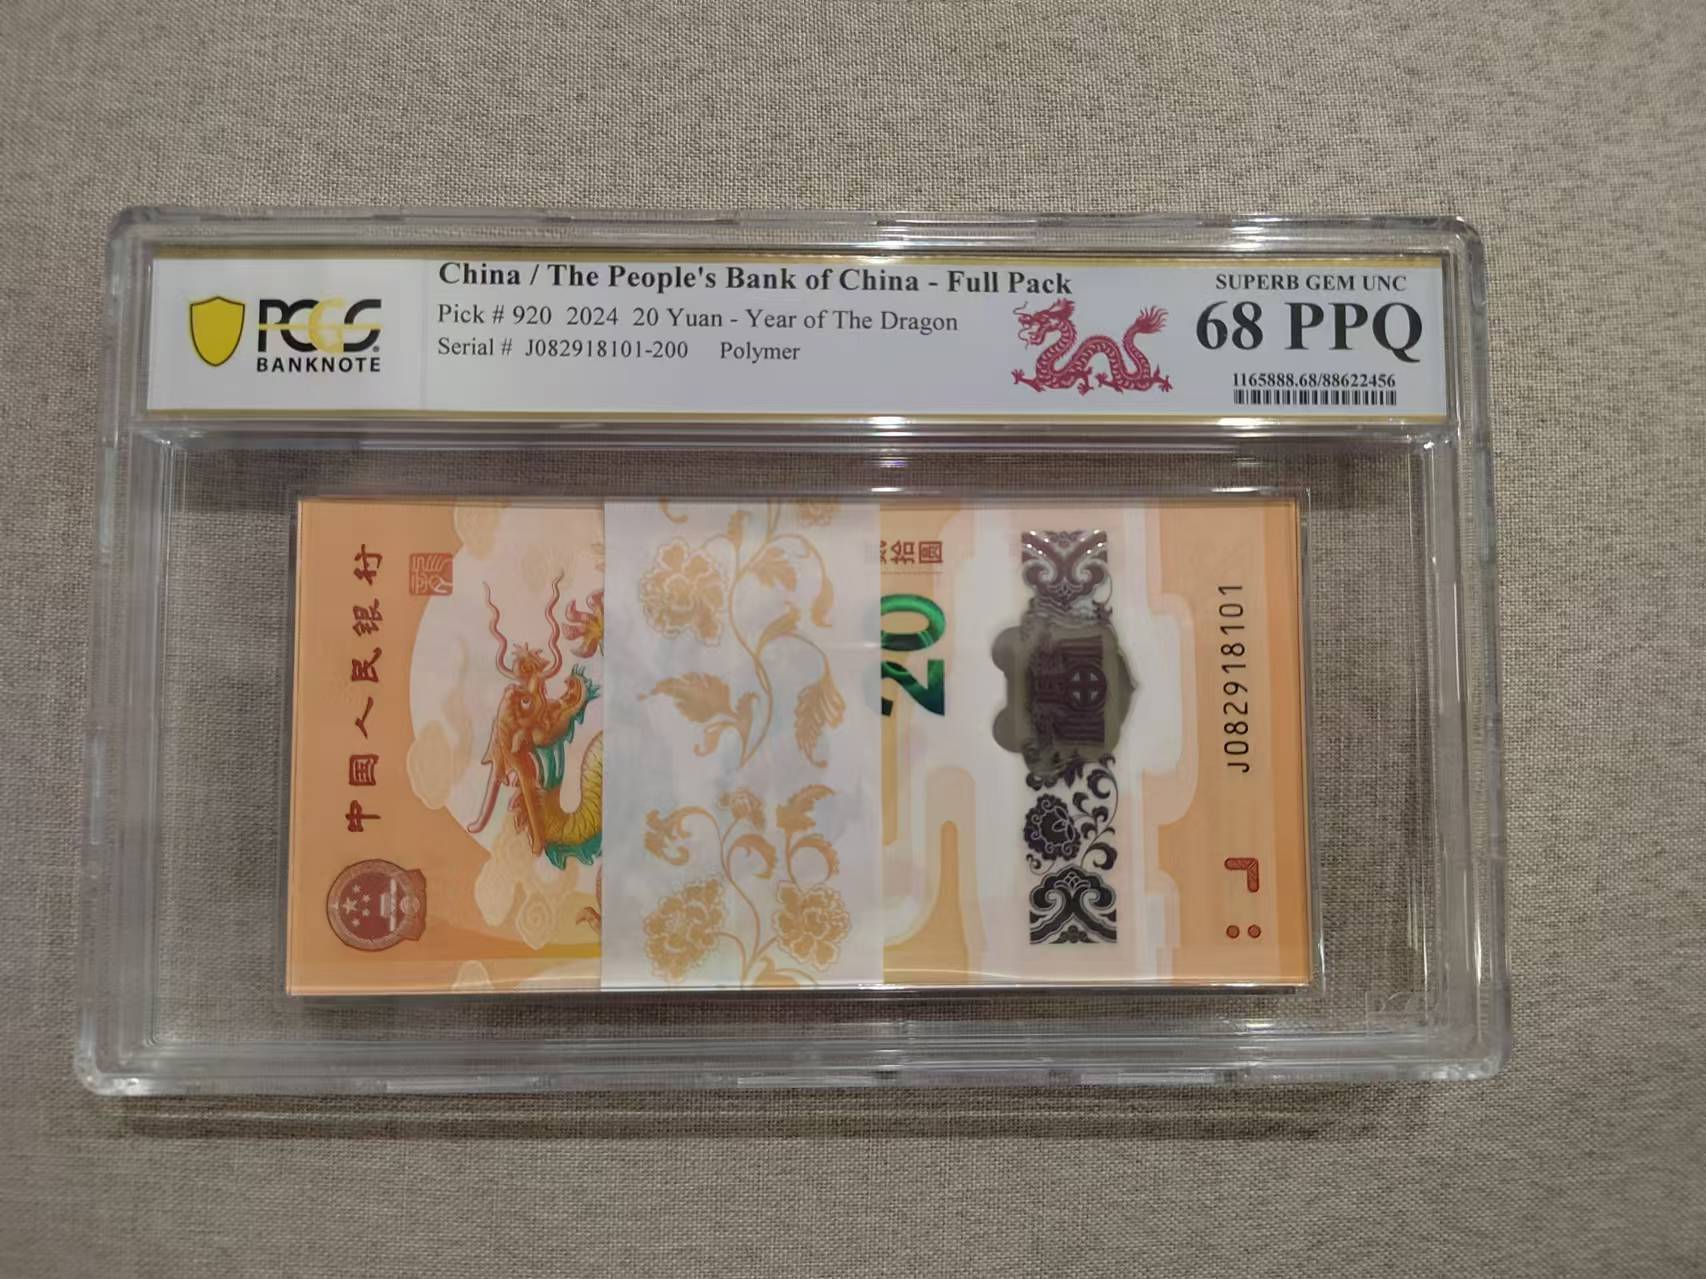 PCGS
BANKNOTE
China / The People's Bank of China - Full Pack
Pick # 920 2024 20 Yuan - Year of The Dragon
Serial # J082918101-200 Polymer
SUPERB GEM UNC
68 PPQ
1165888.68/88622456
中国人民银行
拾圆
20
J082918101